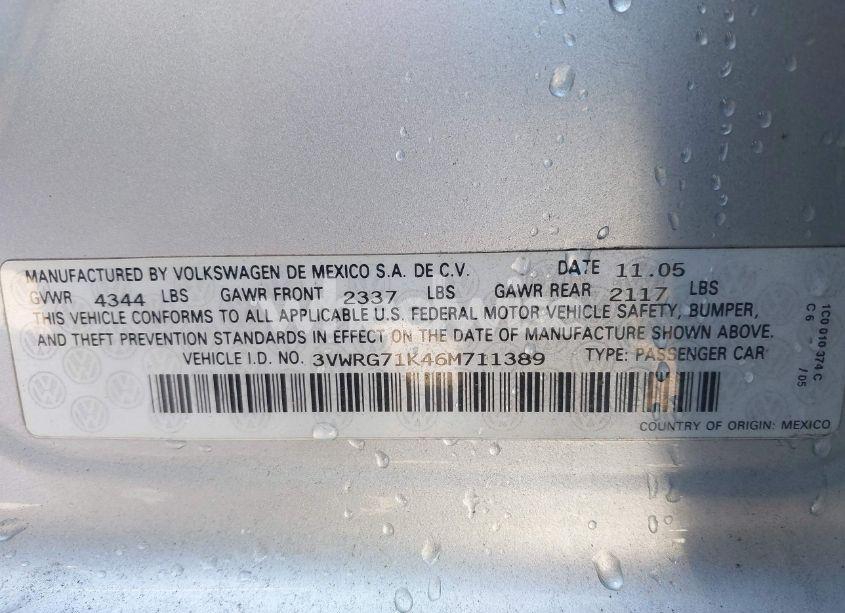 MANUFACTURED BY VOLKSWAGEN DE MEXICO S.A. DE C.V. DATE 11.05
GVWR 4344 LBS GAWR FRONT 2337 LBS GAWR REAR 2117 LBS
THIS VEHICLE CONFORMS TO ALL APPLICABLE U.S. FEDERAL MOTOR VEHICLE SAFETY, BUMPER,
AND THEFT PREVENTION STANDARDS IN EFFECT ON THE DATE OF MANUFACTURE SHOWN ABOVE.
VEHICLE I.D. NO. 3VWRG71K46M711389 TYPE: PASSENGER CAR
COUNTRY OF ORIGIN: MEXICO
1C0 010 374 C
C6 /05